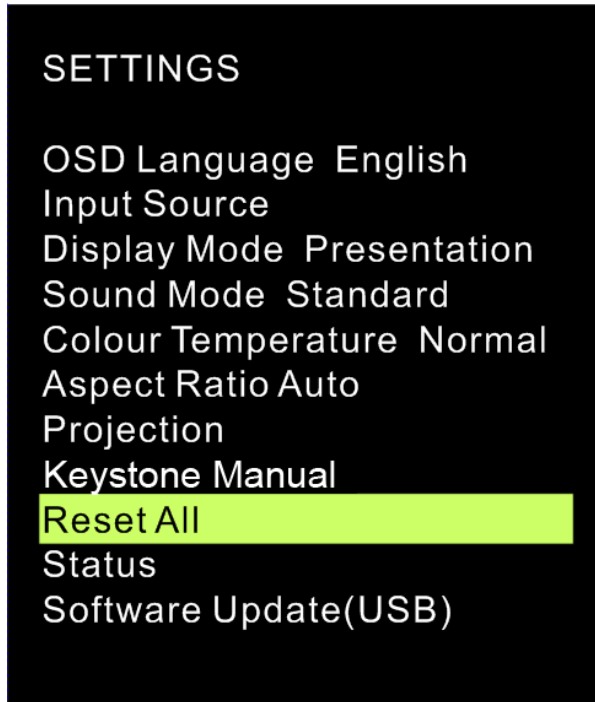 SETTINGS
OSD Language English
Input Source
Display Mode Presentation
Sound Mode Standard
Colour Temperature Normal
Aspect Ratio Auto
Projection
Keystone Manual
Reset All
Status
Software Update(USB)